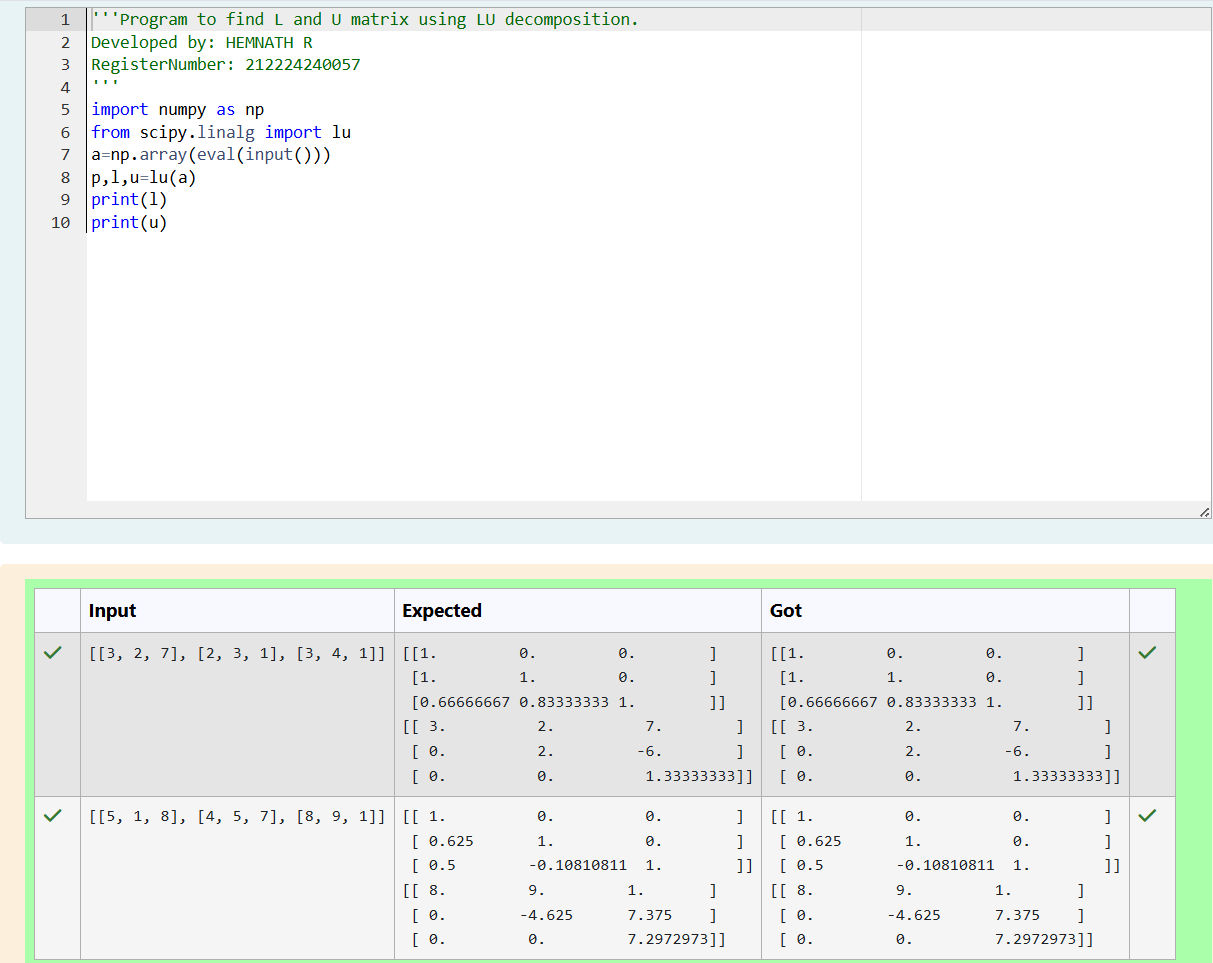 1 '''Program to find L and U matrix using LU decomposition.
2 Developed by: HEMNATH R
3 RegisterNumber: 212224240057
4 '''
5 import numpy as np
6 from scipy.linalg import lu
7 a=np.array(eval(input()))
8 p,l,u=lu(a)
9 print(l)
10 print(u)
Input Expected Got
[[3, 2, 7], [2, 3, 1], [3, 4, 1]] [[1. 0. 0. ] [[1. 0. 0. ]
[1. 1. 0. ] [1. 1. 0. ]
[0.66666667 0.83333333 1. ]] [0.66666667 0.83333333 1. ]]
[[ 3. 2. 7. ] [[ 3. 2. 7. ]
[ 0. 2. -6. ] [ 0. 2. -6. ]
[ 0. 0. 1.33333333]] [ 0. 0. 1.33333333]]
[[5, 1, 8], [4, 5, 7], [8, 9, 1]] [[ 1. 0. 0. ] [[ 1. 0. 0. ]
[ 0.625 1. 0. ] [ 0.625 1. 0. ]
[ 0.5 -0.10810811 1. ]] [ 0.5 -0.10810811 1. ]]
[[ 8. 9. 1. ] [[ 8. 9. 1. ]
[ 0. -4.625 7.375 ] [ 0. -4.625 7.375 ]
[ 0. 0. 7.2972973]] [ 0. 0. 7.2972973]]